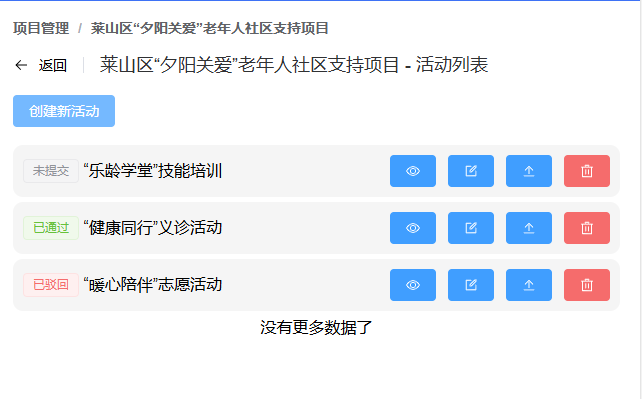 项目管理 / 莱山区“夕阳关爱”老年人社区支持项目
返回 莱山区“夕阳关爱”老年人社区支持项目 - 活动列表
创建新活动
未提交 “乐龄学堂”技能培训
已通过 “健康同行”义诊活动
已驳回 “暖心陪伴”志愿活动
没有更多数据了